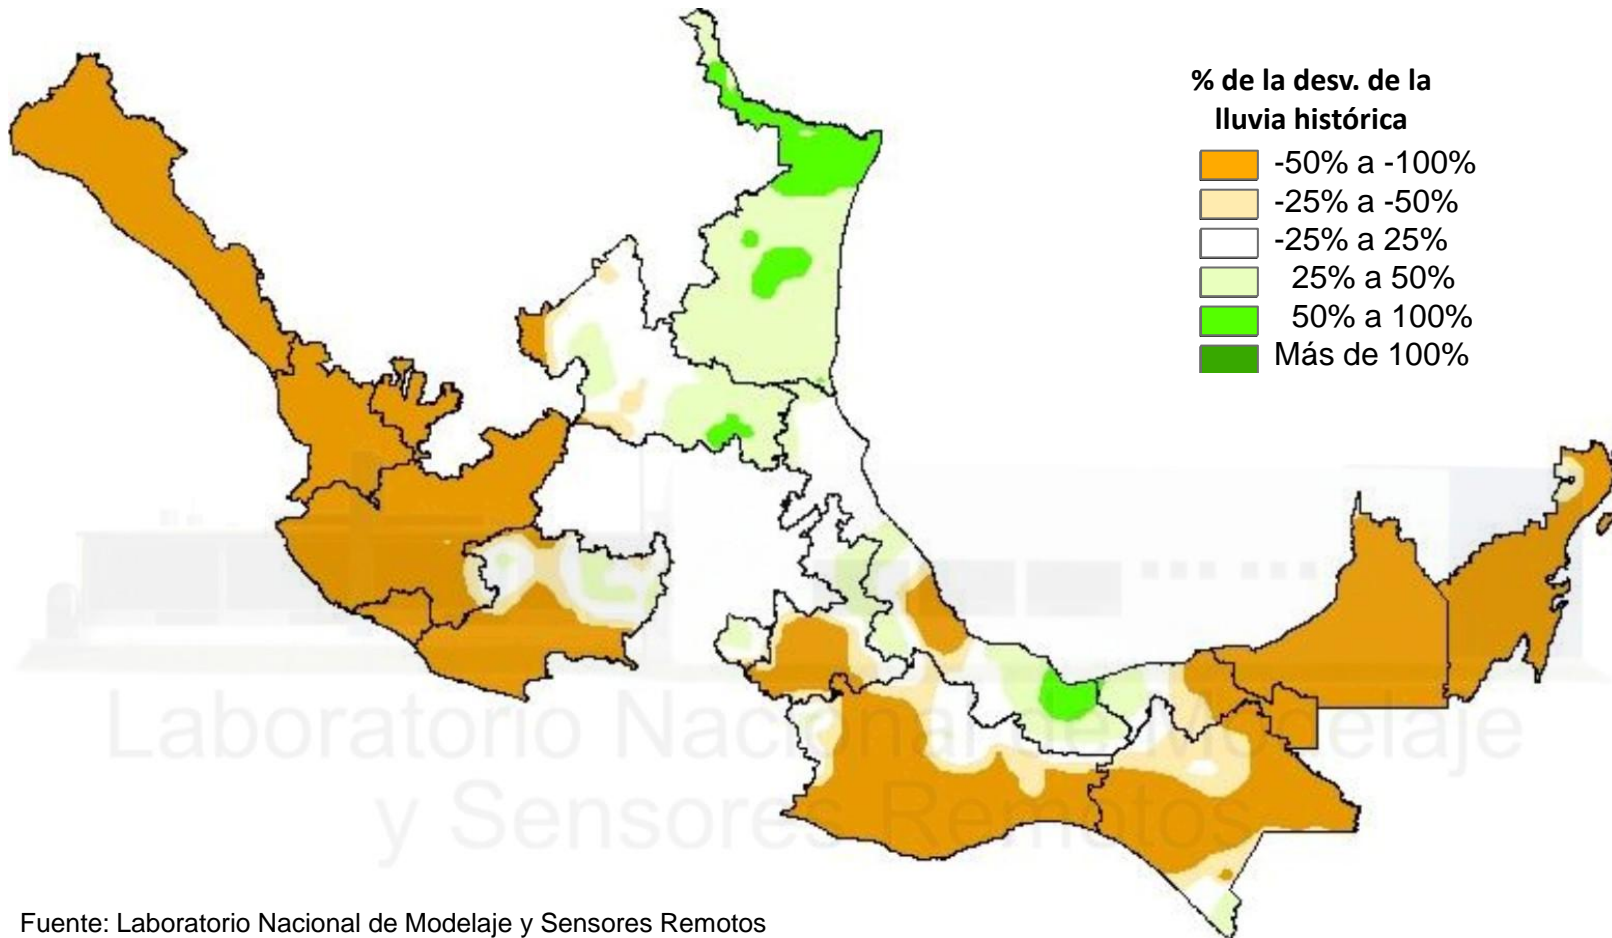 % de la desv. de la
lluvia histórica
-50% a -100%
-25% a -50%
-25% a 25%
25% a 50%
50% a 100%
Más de 100%
Laboratorio Nacional de Modelaje
y Sensores Remotos
Fuente: Laboratorio Nacional de Modelaje y Sensores Remotos